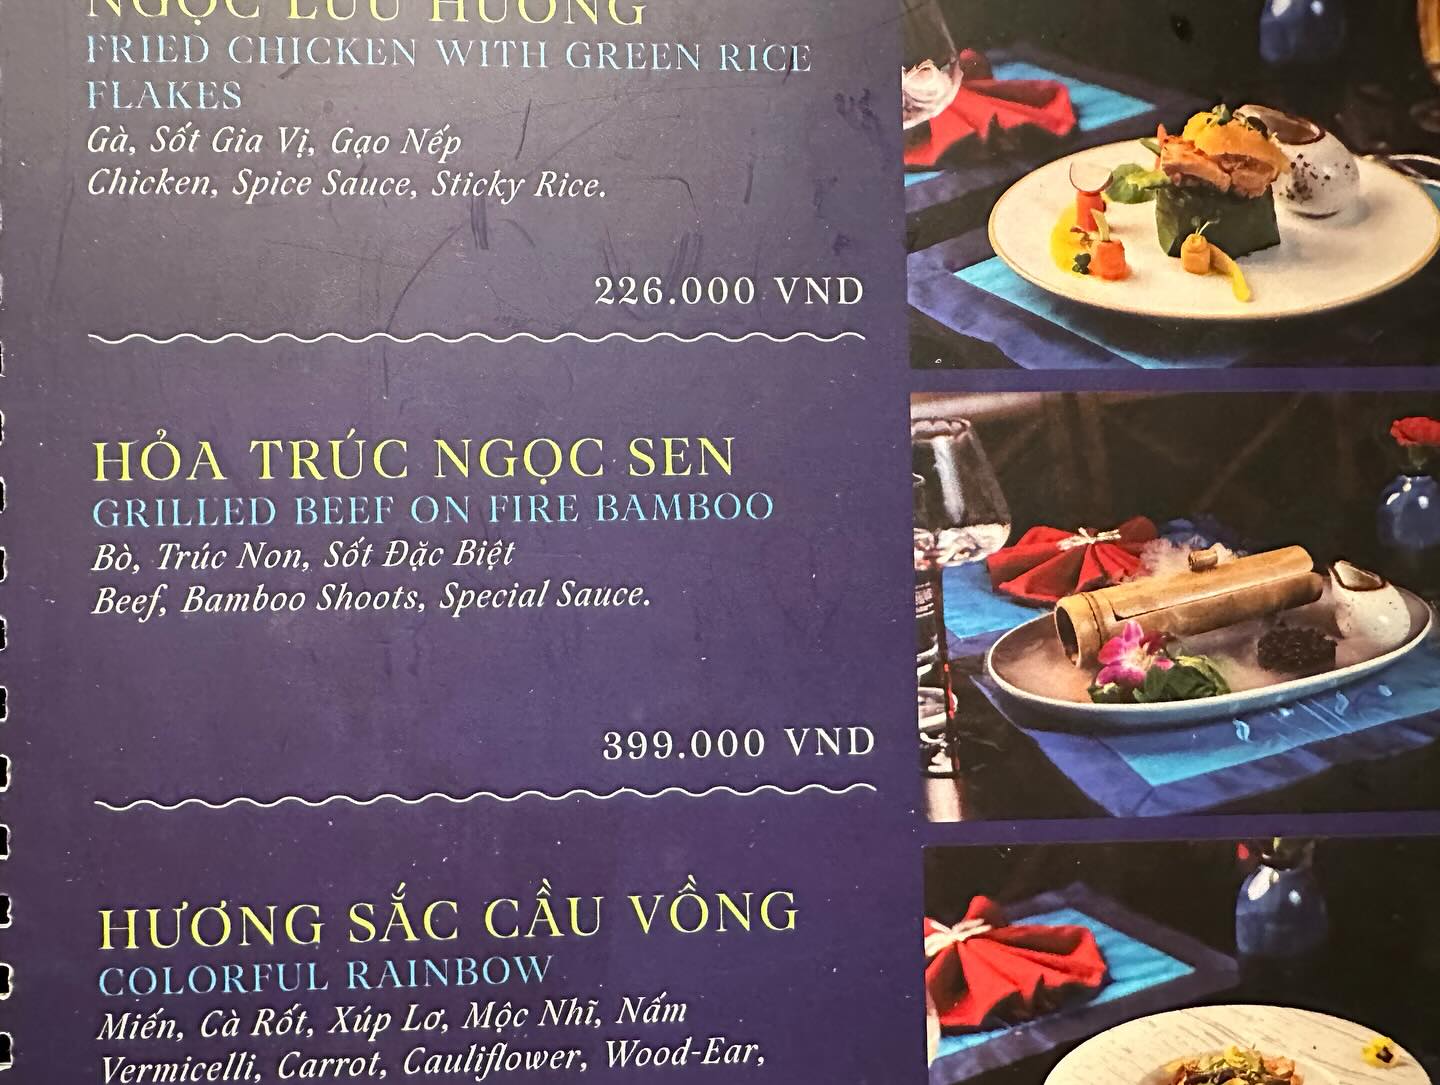 NGỌC LƯU HƯƠNG
FRIED CHICKEN WITH GREEN RICE
FLAKES
Gà, Sốt Gia Vị, Gạo Nếp
Chicken, Spice Sauce, Sticky Rice.
226.000 VND
HỎA TRÚC NGỌC SEN
GRILLED BEEF ON FIRE BAMBOO
Bò, Trúc Non, Sốt Đặc Biệt
Beef, Bamboo Shoots, Special Sauce.
399.000 VND
HƯƠNG SẮC CẦU VỒNG
COLORFUL RAINBOW
Miến, Cà Rốt, Xúp Lơ, Mộc Nhĩ, Nấm
Vermicelli, Carrot, Cauliflower, Wood-Ear,